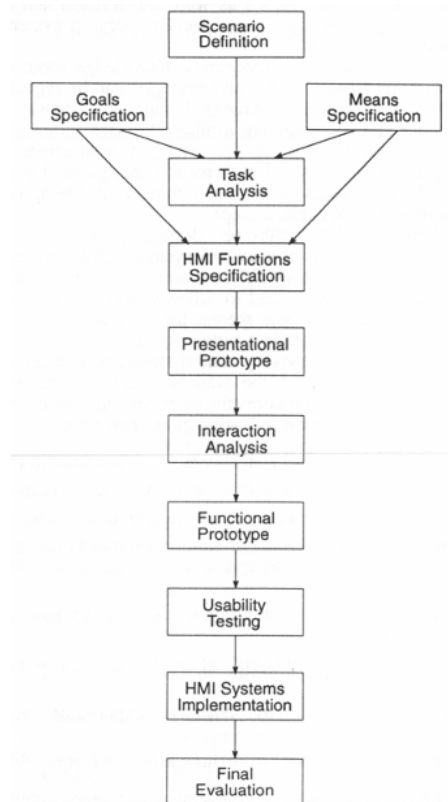 Scenario
Definition
Goals
Specification
Means
Specification
Task
Analysis
HMI Functions
Specification
Presentational
Prototype
Interaction
Analysis
Functional
Prototype
Usability
Testing
HMI Systems
Implementation
Final
Evaluation